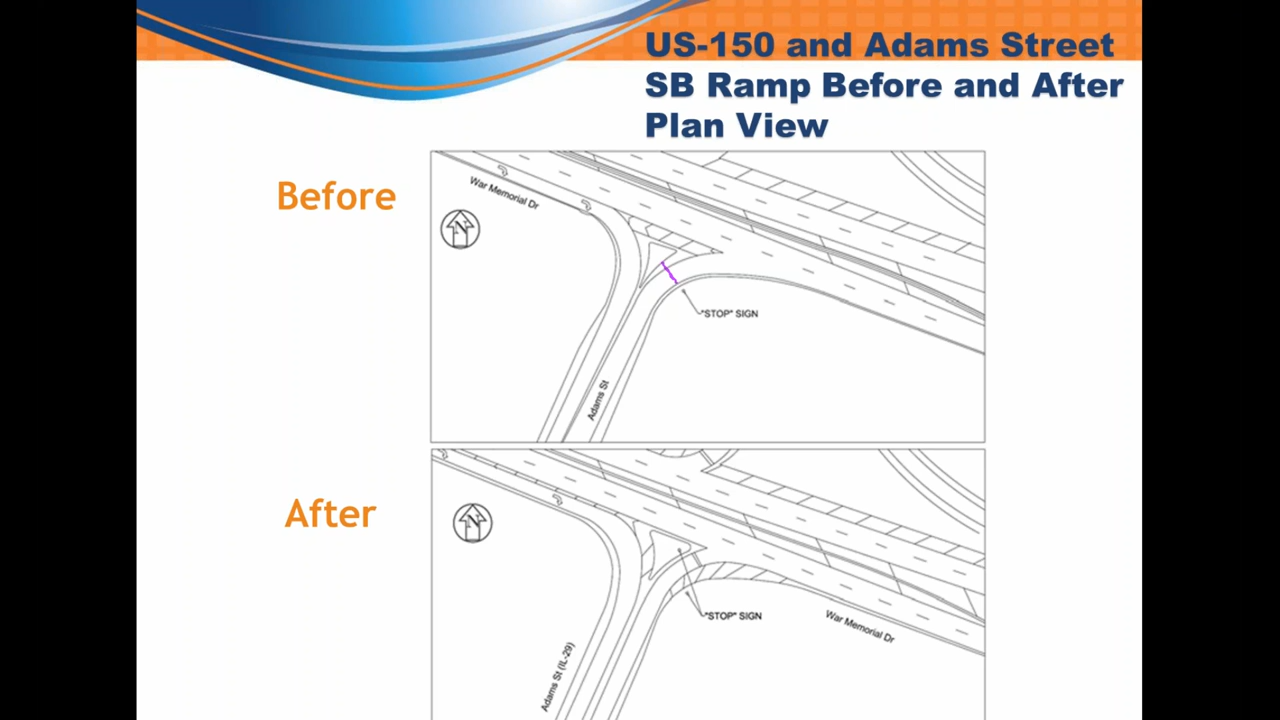 US-150 and Adams Street
SB Ramp Before and After
Plan View
Before
War Memorial Dr
N
"STOP" SIGN
Adams St
After
N
"STOP" SIGN
War Memorial Dr
Adams St (IL-29)